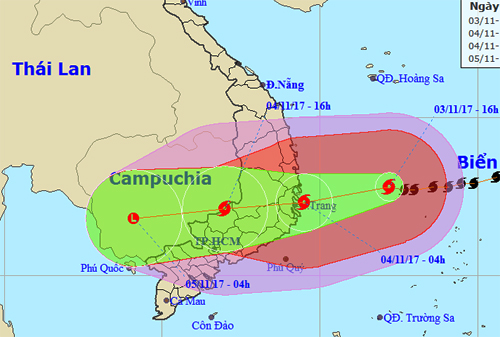 Vinh
Ngày
03/11-
04/11-
04/11-
05/11-
Thái Lan
Đ.Nẵng
QĐ. Hoàng Sa
04/11/17 - 16h
03/11/17 - 16h
Biển
Campuchia
Trang
TP.HCM
Phú Quốc
Phú Quý
04/11/17 - 04h
05/11/17 - 04h
Cà Mau
Côn Đảo
QĐ. Trường Sa
L